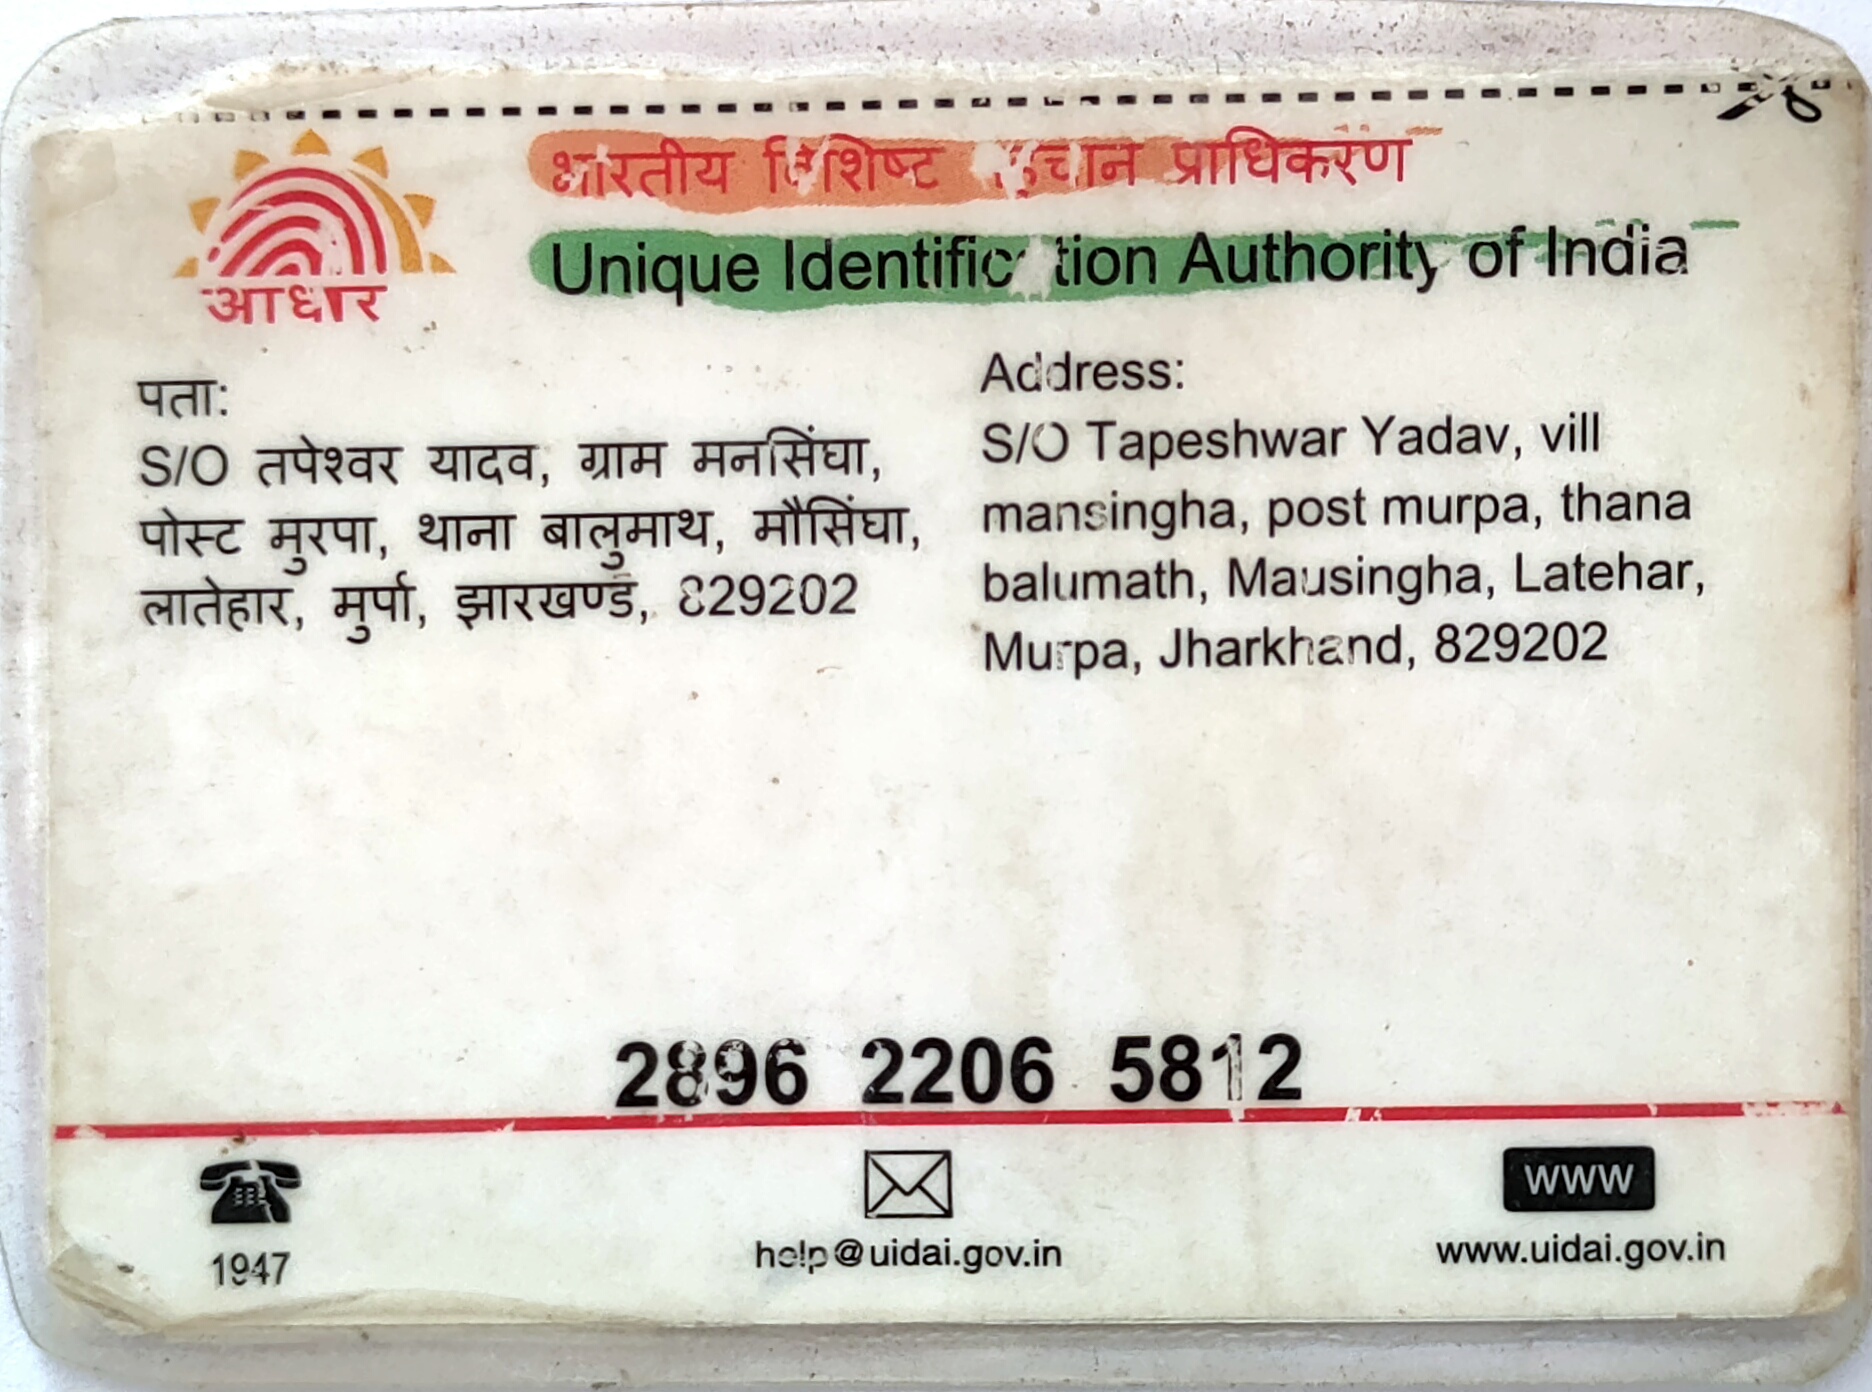 आधार
भारतीय विशिष्ट पहचान प्राधिकरण
Unique Identification Authority of India
पता:
S/O तपेश्वर यादव, ग्राम मनसिंघा,
पोस्ट मुरपा, थाना बालुमाथ, मौसिंघा,
लातेहार, मुर्पा, झारखण्ड, 829202
Address:
S/O Tapeshwar Yadav, vill
mansingha, post murpa, thana
balumath, Mausingha, Latehar,
Murpa, Jharkhand, 829202
2896 2206 5812
1947
help@uidai.gov.in
WWW
www.uidai.gov.in